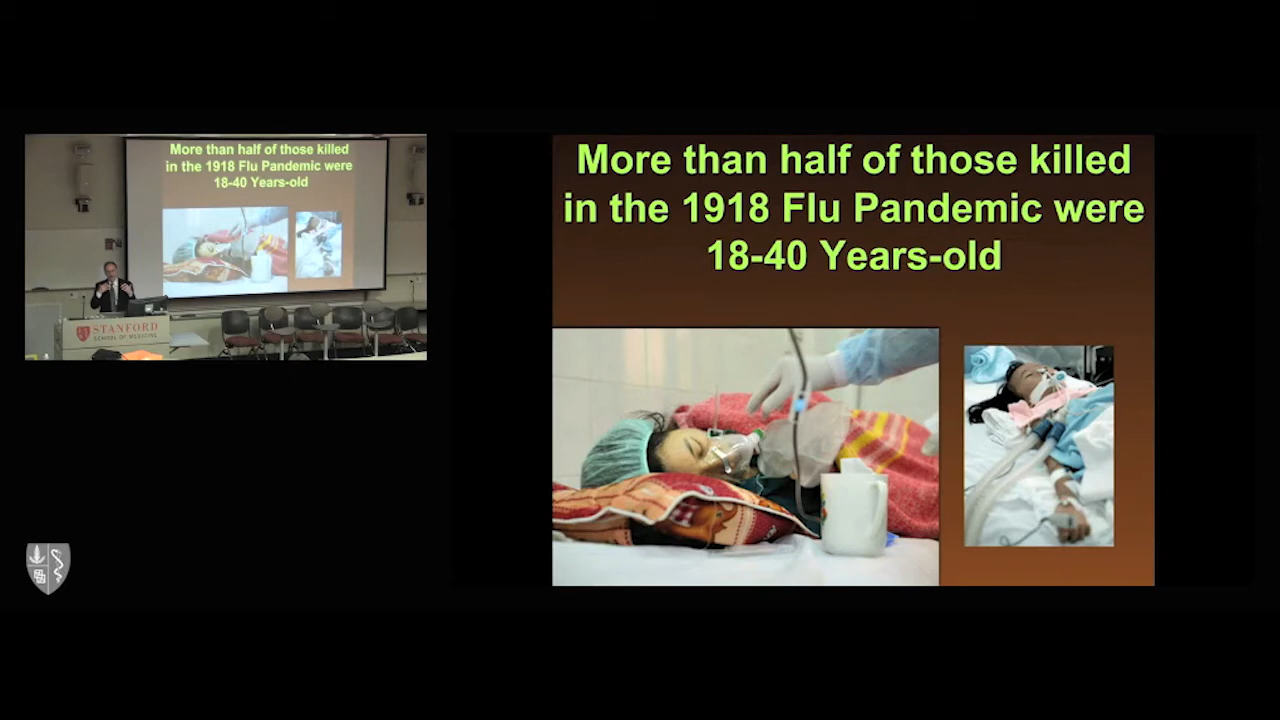 More than half of those killed
in the 1918 Flu Pandemic were
18-40 Years-old
STANFORD
SCHOOL OF MEDICINE
More than half of those killed
in the 1918 Flu Pandemic were
18-40 Years-old